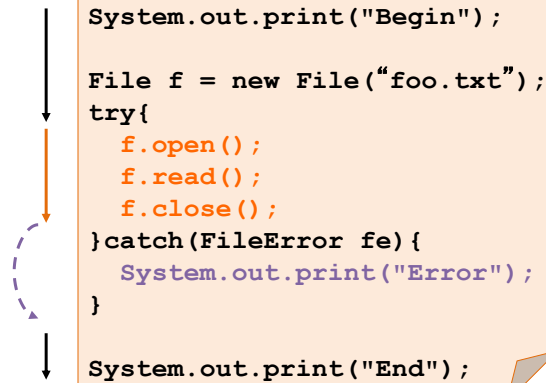 System.out.print("Begin");
File f = new File(“foo.txt”);
try{
f.open();
f.read();
f.close();
}catch(FileError fe){
System.out.print("Error");
}
System.out.print("End");